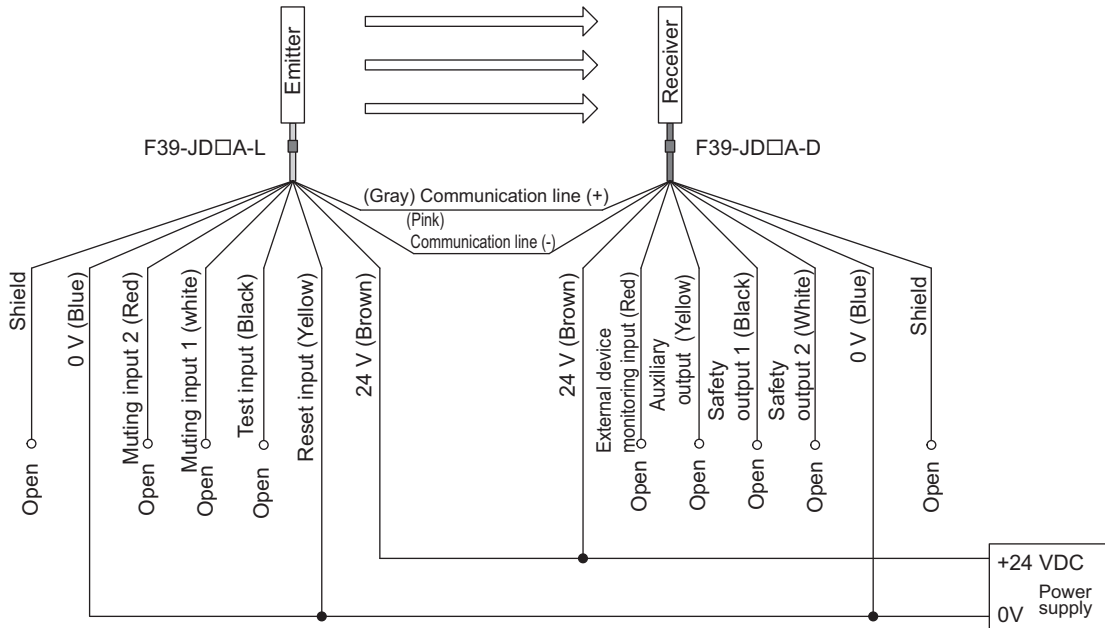 Emitter
Receiver
F39-JD□A-L
F39-JD□A-D
(Gray) Communication line (+)
(Pink)
Communication line (-)
Shield
0 V (Blue)
Muting input 2 (Red)
Muting input 1 (white)
Test input (Black)
Reset input (Yellow)
24 V (Brown)
24 V (Brown)
External device
monitoring input (Red)
Auxiliary
output (Yellow)
Safety
output 1 (Black)
Safety
output 2 (White)
0 V (Blue)
Shield
Open
Open
Open
Open
Open
Open
Open
Open
Open
+24 VDC
Power
supply
0V